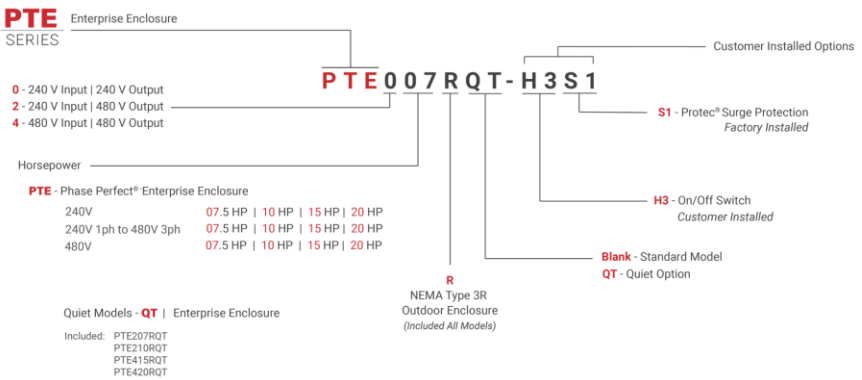 PTE
SERIES
Enterprise Enclosure
Customer Installed Options
PTE007RQT-H3S1
0 - 240 V Input | 240 V Output
2 - 240 V Input | 480 V Output
4 - 480 V Input | 480 V Output
S1 - Protec® Surge Protection
Factory Installed
Horsepower
PTE - Phase Perfect® Enterprise Enclosure
240V 07.5 HP | 10 HP | 15 HP | 20 HP
240V 1ph to 480V 3ph 07.5 HP | 10 HP | 15 HP | 20 HP
480V 07.5 HP | 10 HP | 15 HP | 20 HP
H3 - On/Off Switch
Customer Installed
Blank - Standard Model
QT - Quiet Option
R
NEMA Type 3R
Outdoor Enclosure
(Included All Models)
Quiet Models - QT | Enterprise Enclosure
Included: PTE207RQT
PTE210RQT
PTE415RQT
PTE420RQT